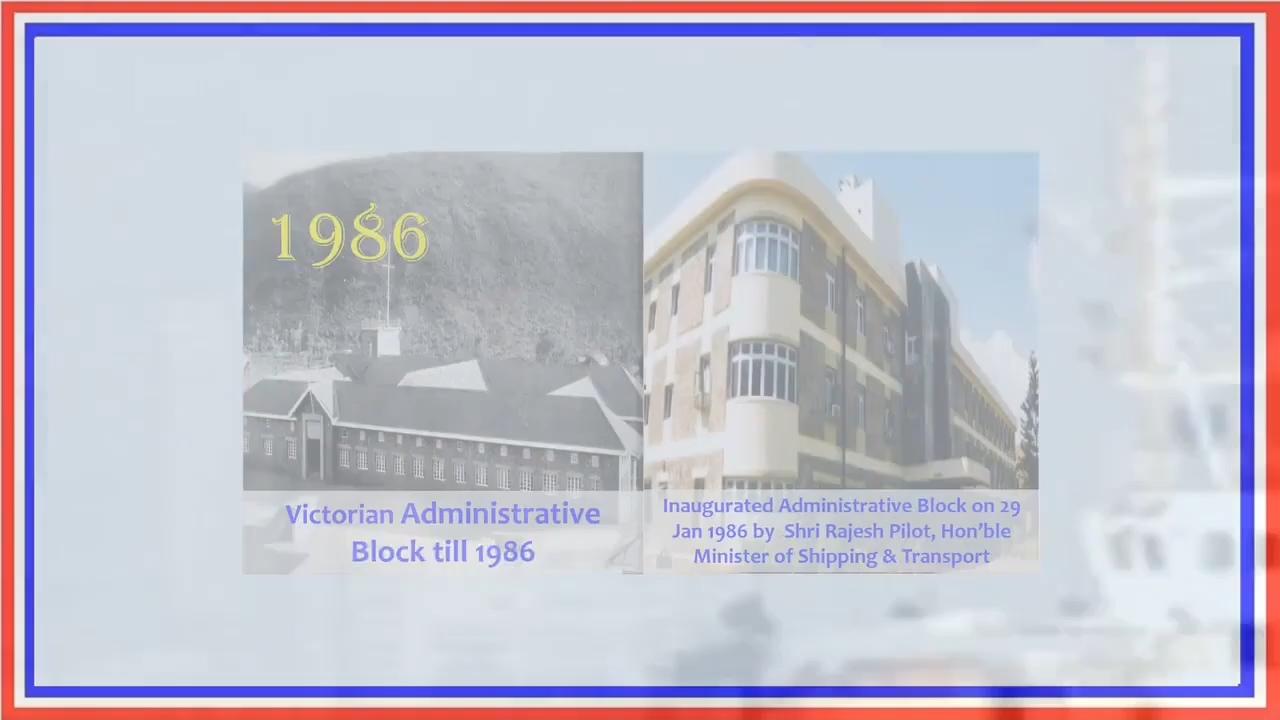 1986
Victorian Administrative
Block till 1986
Inaugurated Administrative Block on 29
Jan 1986 by Shri Rajesh Pilot, Hon’ble
Minister of Shipping & Transport